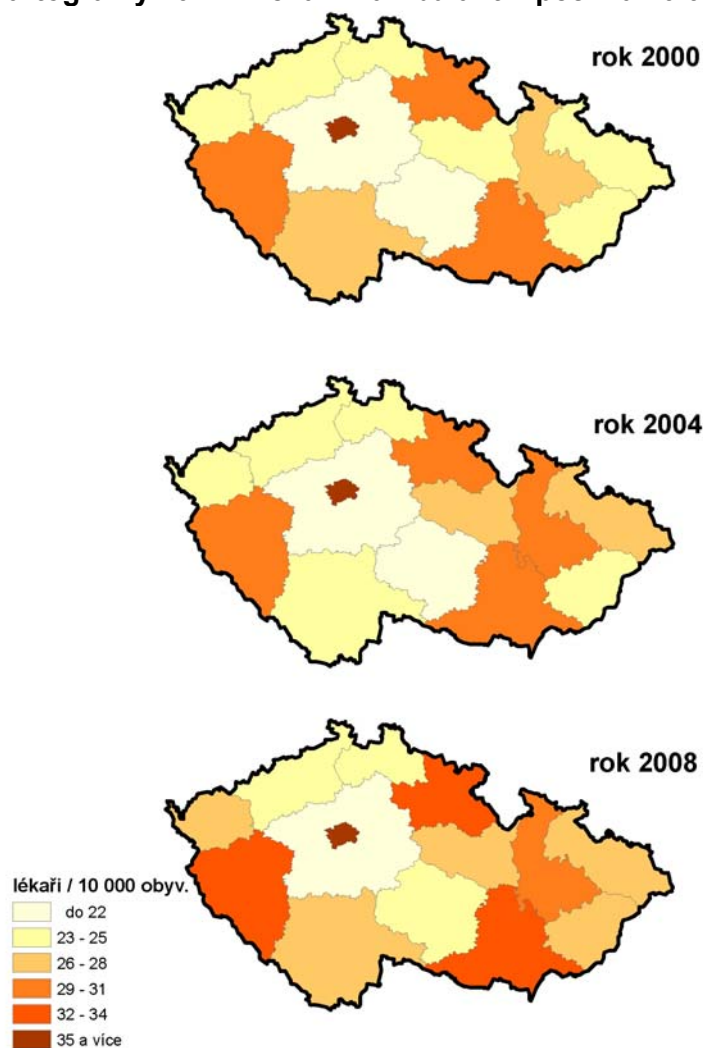 rok 2000
rok 2004
rok 2008
lékaři / 10 000 obyv.
do 22
23 - 25
26 - 28
29 - 31
32 - 34
35 a více